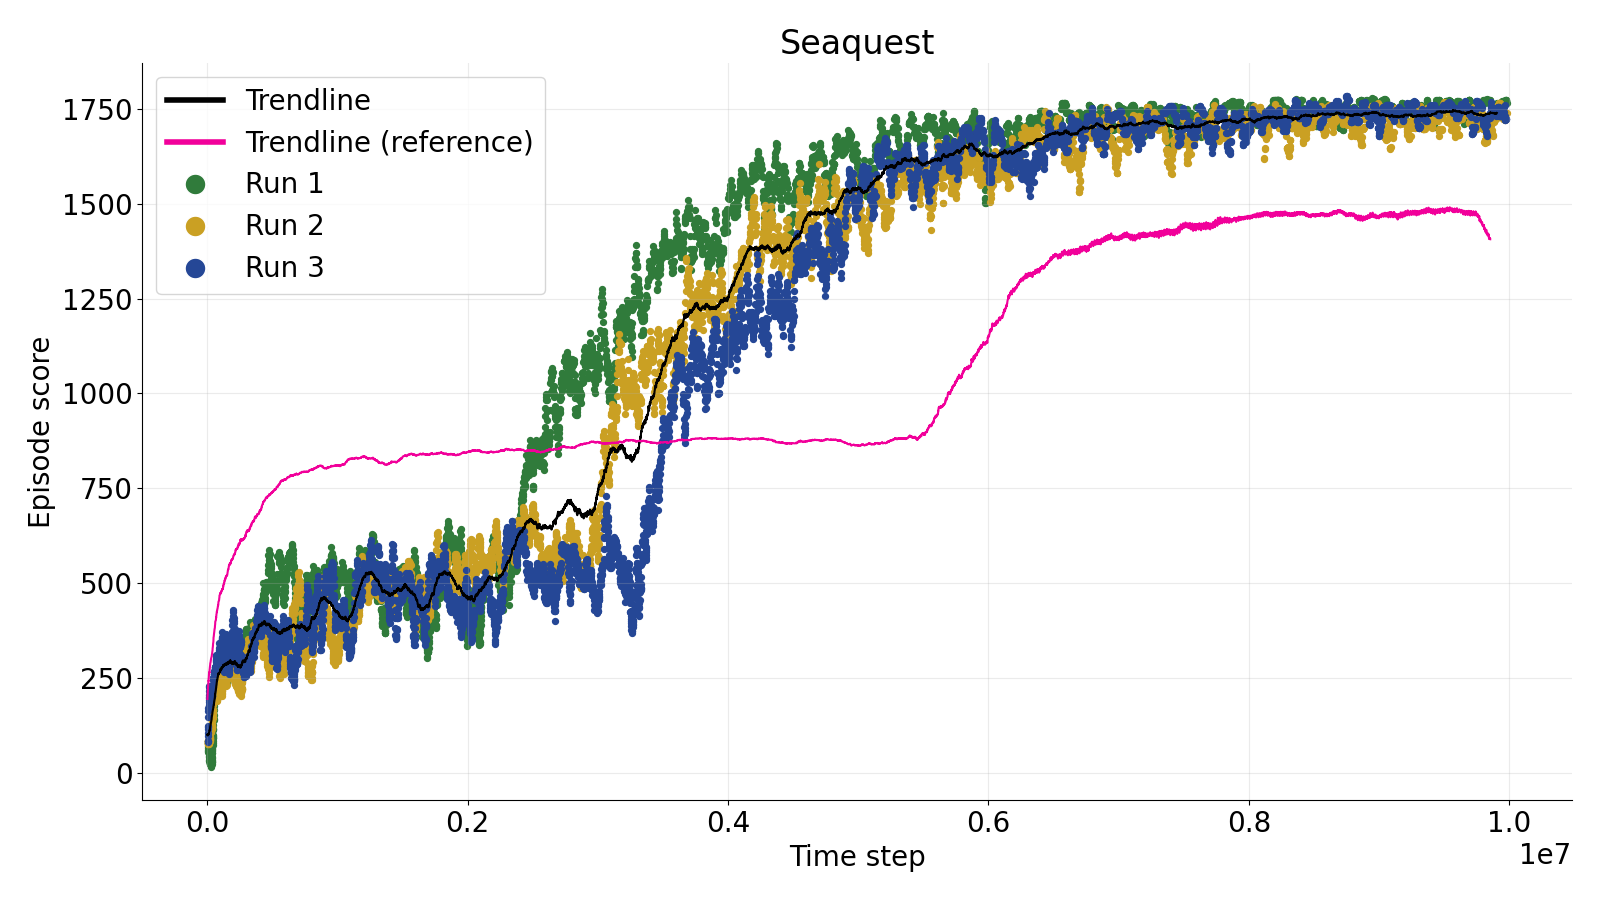 Seaquest
Trendline
Trendline (reference)
Run 1
Run 2
Run 3
Episode score
1750
1500
1250
1000
750
500
250
0
0.0 0.2 0.4 0.6 0.8 1.0
1e7
Time step